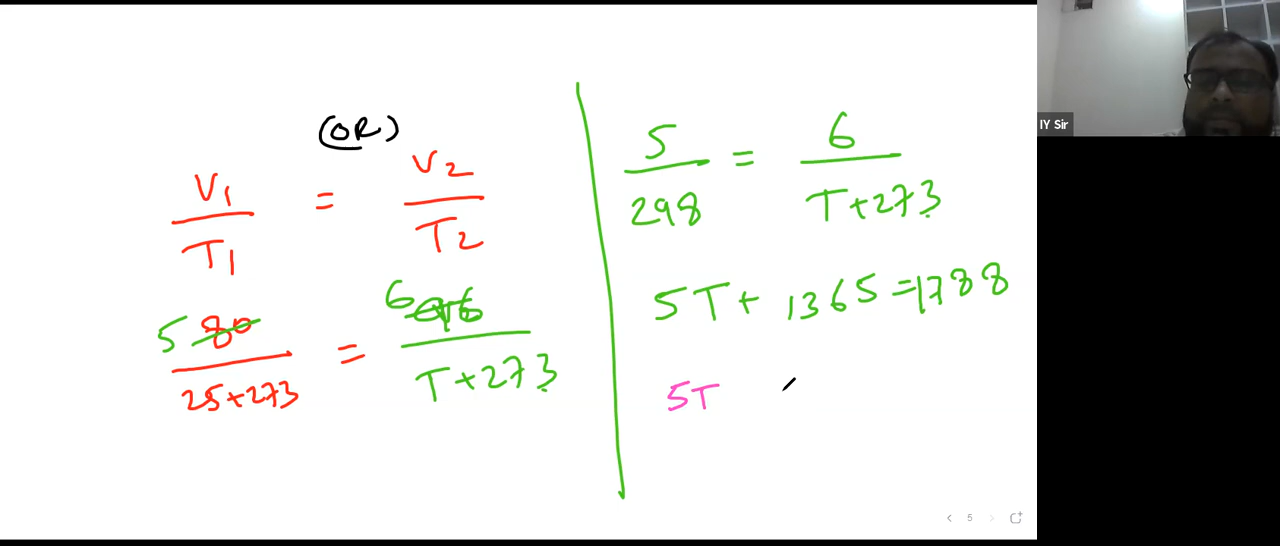 (OR)
V1/T1 = V2/T2
5 80/25+273 = 6 96/T+273
5/298 = 6/T+273
5T + 1365 = 1788
5T
IY Sir
5